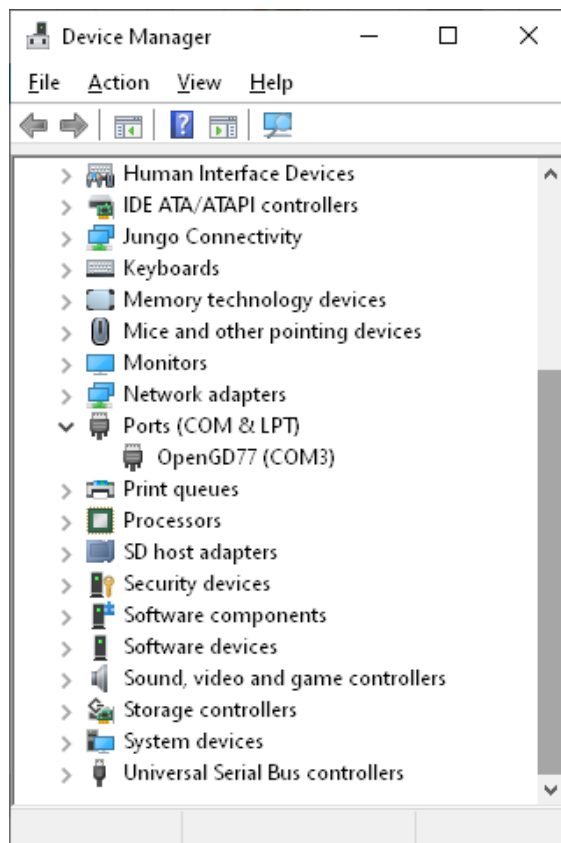 Device Manager
File Action View Help
Human Interface Devices
IDE ATA/ATAPI controllers
Jungo Connectivity
Keyboards
Memory technology devices
Mice and other pointing devices
Monitors
Network adapters
Ports (COM & LPT)
OpenGD77 (COM3)
Print queues
Processors
SD host adapters
Security devices
Software components
Software devices
Sound, video and game controllers
Storage controllers
System devices
Universal Serial Bus controllers